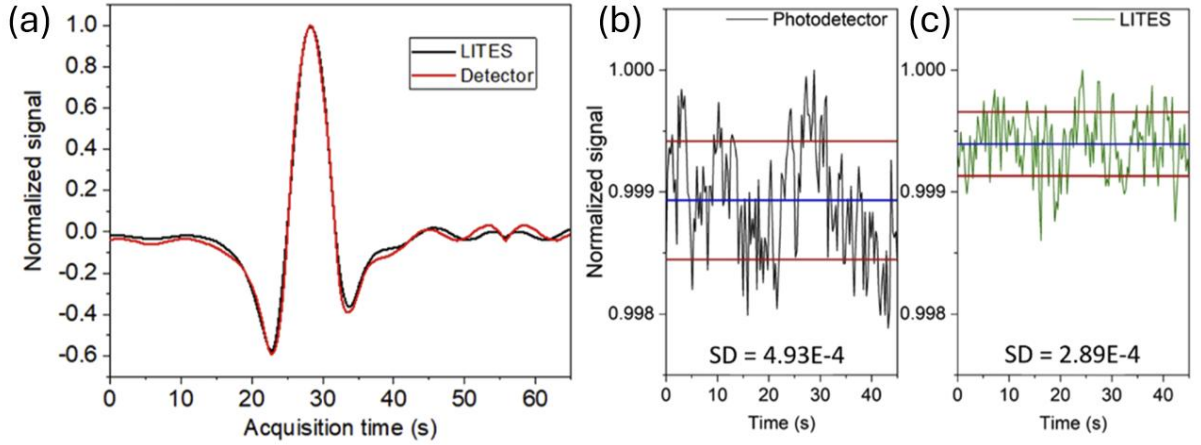 (a)
Normalized signal
1.0
0.8
0.6
0.4
0.2
0.0
-0.2
-0.4
-0.6
0 10 20 30 40 50 60
Acquisition time (s)
LITES
Detector
(b)
Normalized signal
1.000
0.999
0.998
Photodetector
SD = 4.93E-4
0 10 20 30 40
Time (s)
(c)
1.000
0.999
0.998
LITES
SD = 2.89E-4
0 10 20 30 40
Time (s)